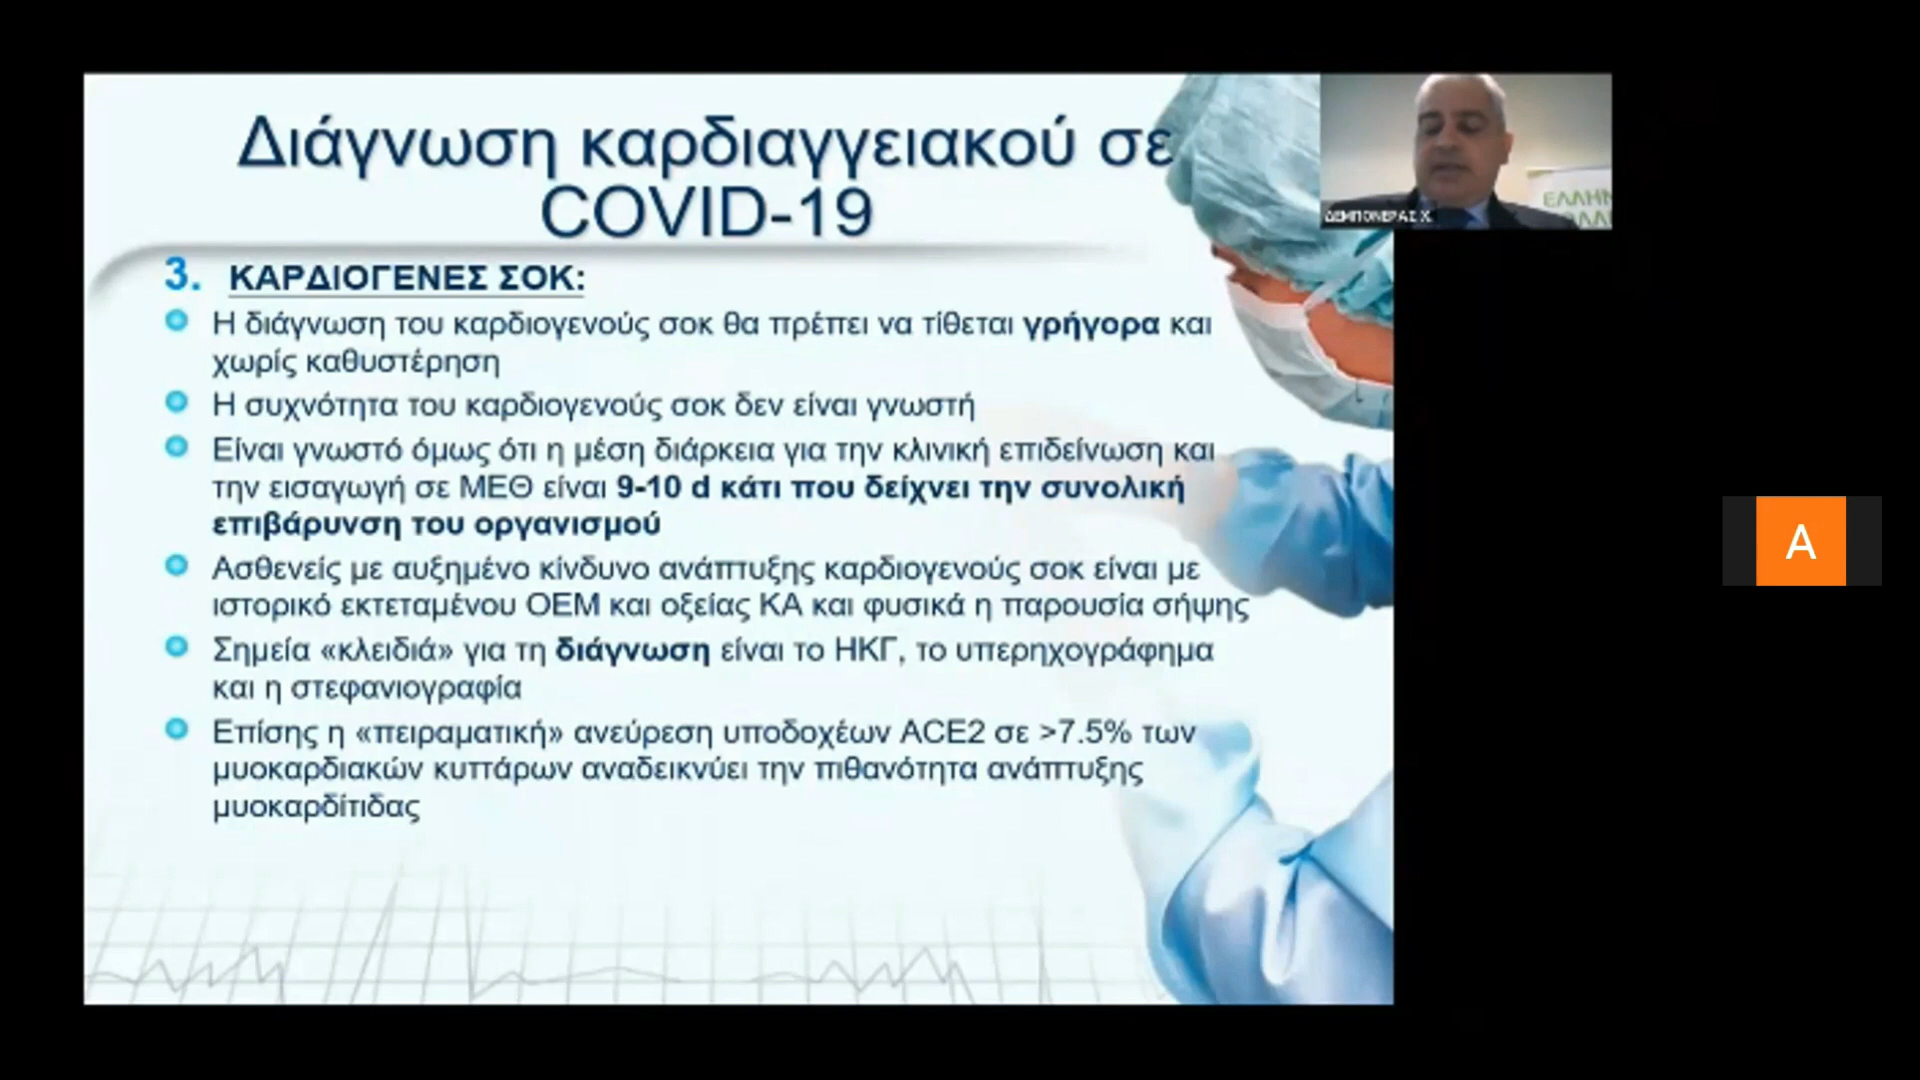 Διάγνωση καρδιαγγειακού σε
COVID-19
3. ΚΑΡΔΙΟΓΕΝΕΣ ΣΟΚ:
Η διάγνωση του καρδιογενούς σοκ θα πρέπει να τίθεται γρήγορα και
χωρίς καθυστέρηση
Η συχνότητα του καρδιογενούς σοκ δεν είναι γνωστή
Είναι γνωστό όμως ότι η μέση διάρκεια για την κλινική επιδείνωση και
την εισαγωγή σε ΜΕΘ είναι 9-10 d κάτι που δείχνει την συνολική
επιβάρυνση του οργανισμού
Ασθενείς με αυξημένο κίνδυνο ανάπτυξης καρδιογενούς σοκ είναι με
ιστορικό εκτεταμένου ΟΕΜ και οξείας ΚΑ και φυσικά η παρουσία σήψης
Σημεία «κλειδιά» για τη διάγνωση είναι το ΗΚΓ, το υπερηχογράφημα
και η στεφανιογραφία
Επίσης η «πειραματική» ανεύρεση υποδοχέων ACE2 σε >7.5% των
μυοκαρδιακών κυττάρων αναδεικνύει την πιθανότητα ανάπτυξης
μυοκαρδίτιδας
ΔΕΜΠΟΝΕΡΑΣ Χ.
ΕΛΛΗΝ
A